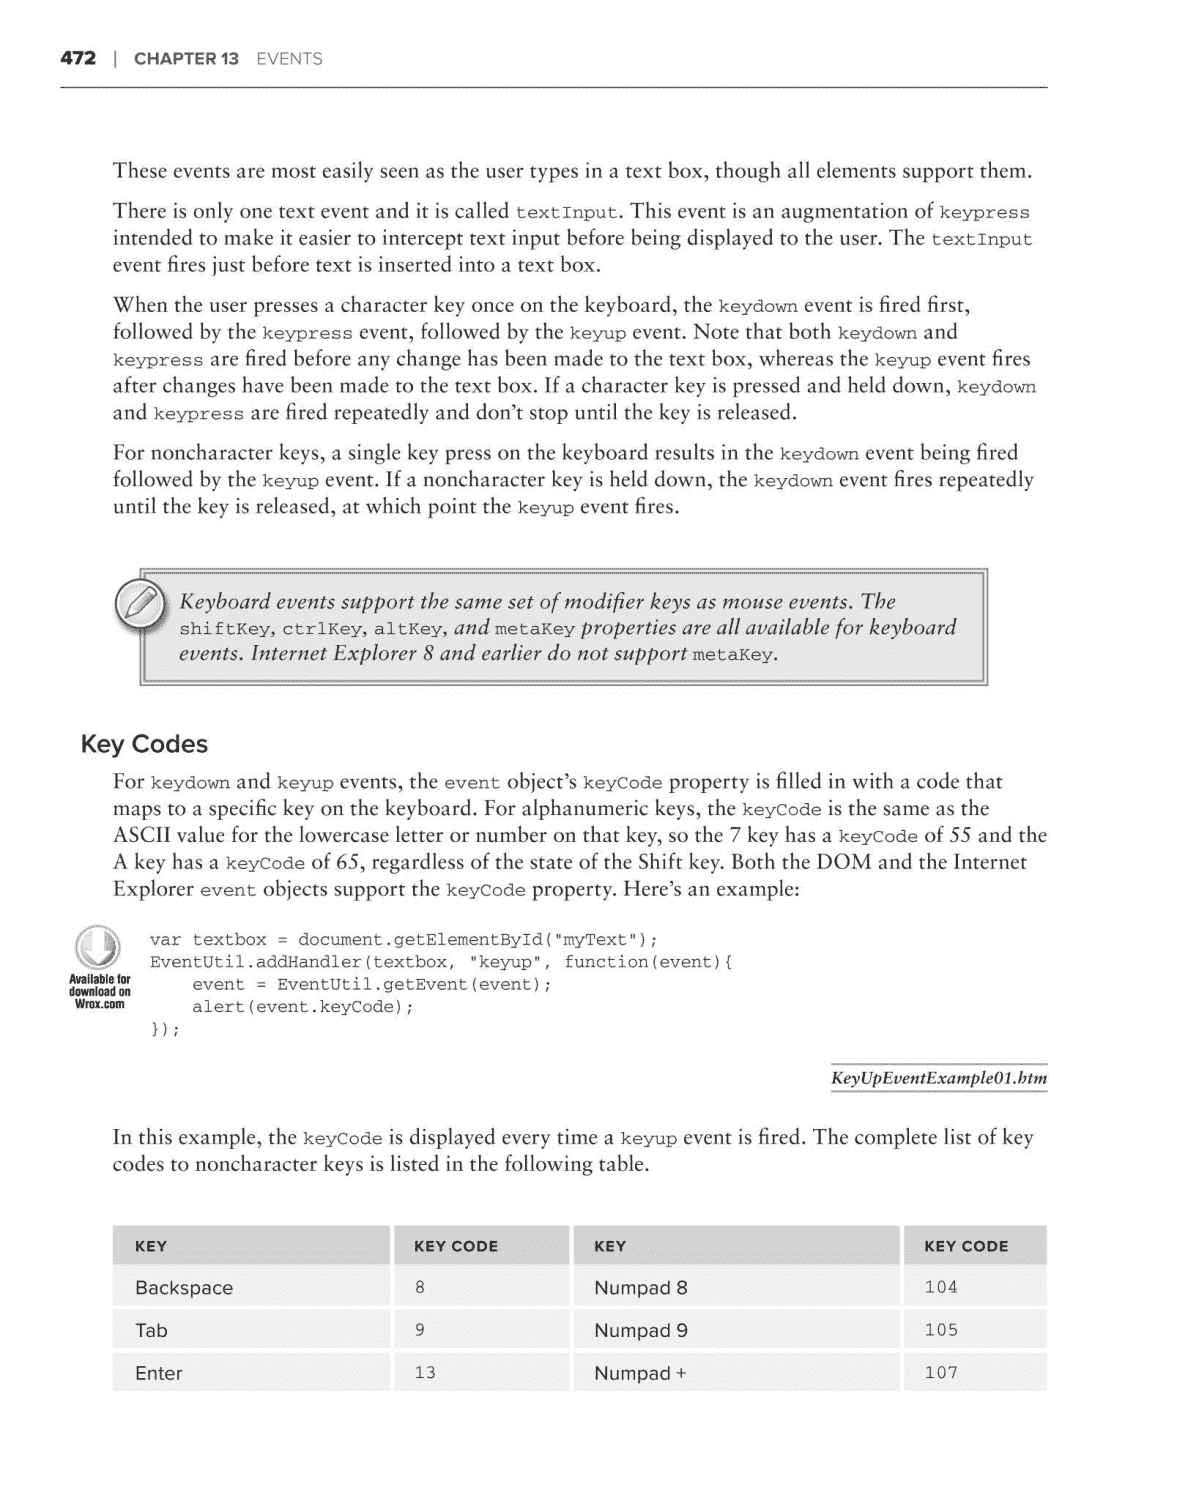 472 | CHAPTER 13 EVENTS
These events are most easily seen as the user types in a text box, though all elements support them.
There is only one text event and it is called textInput. This event is an augmentation of keypress
intended to make it easier to intercept text input before being displayed to the user. The textInput
event fires just before text is inserted into a text box.
When the user presses a character key once on the keyboard, the keydown event is fired first,
followed by the keypress event, followed by the keyup event. Note that both keydown and
keypress are fired before any change has been made to the text box, whereas the keyup event fires
after changes have been made to the text box. If a character key is pressed and held down, keydown
and keypress are fired repeatedly and don't stop until the key is released.
For noncharacter keys, a single key press on the keyboard results in the keydown event being fired
followed by the keyup event. If a noncharacter key is held down, the keydown event fires repeatedly
until the key is released, at which point the keyup event fires.
Keyboard events support the same set of modifier keys as mouse events. The
shiftKey, ctrlKey, altKey, and metaKey properties are all available for keyboard
events. Internet Explorer 8 and earlier do not support metaKey.
Key Codes
For keydown and keyup events, the event object's keyCode property is filled in with a code that
maps to a specific key on the keyboard. For alphanumeric keys, the keyCode is the same as the
ASCII value for the lowercase letter or number on that key, so the 7 key has a keyCode of 55 and the
A key has a keyCode of 65, regardless of the state of the Shift key. Both the DOM and the Internet
Explorer event objects support the keyCode property. Here's an example:
Available for
download on
Wrox.com
var textbox = document.getElementById("myText");
EventUtil.addHandler(textbox, "keyup", function(event){
    event = EventUtil.getEvent(event);
    alert(event.keyCode);
});
KeyUpEventExample01.htm
In this example, the keyCode is displayed every time a keyup event is fired. The complete list of key
codes to noncharacter keys is listed in the following table.
KEY KEY CODE KEY KEY CODE
Backspace 8 Numpad 8 104
Tab 9 Numpad 9 105
Enter 13 Numpad + 107